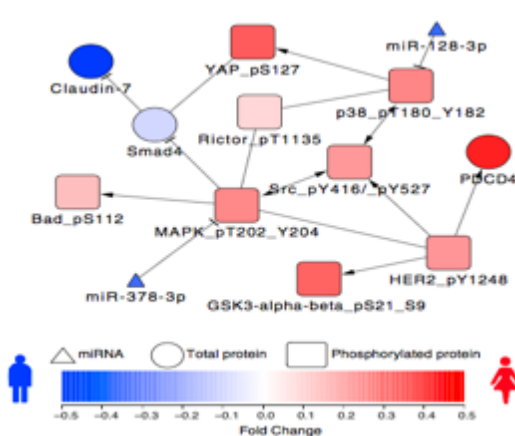 miR-128-3p
YAP_pS127
Claudin-7
p38_pT180_Y182
Rictor_pT1135
Smad4
PDCD4
Src_pY416/_pY527
Bad_pS112
MAPK_pT202_Y204
HER2_pY1248
miR-378-3p
GSK3-alpha-beta_pS21_S9
miRNA Total protein Phosphorylated protein
-0.5 -0.4 -0.3 -0.2 -0.1 0.0 0.1 0.2 0.3 0.4 0.5
Fold Change